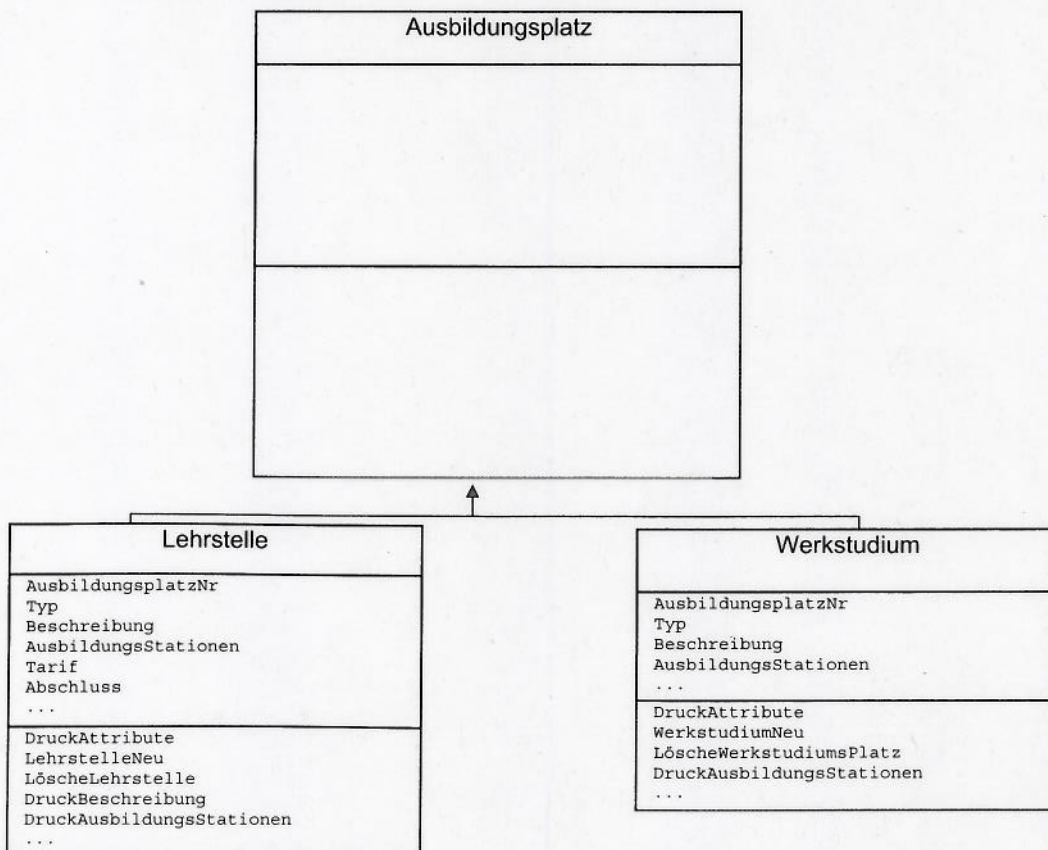 Ausbildungsplatz
Lehrstelle
AusbildungsplatzNr
Typ
Beschreibung
AusbildungsStationen
Tarif
Abschluss
...
DruckAttribute
LehrstelleNeu
LöscheLehrstelle
DruckBeschreibung
DruckAusbildungsStationen
...
Werkstudium
AusbildungsplatzNr
Typ
Beschreibung
AusbildungsStationen
...
DruckAttribute
WerkstudiumNeu
LöscheWerkstudiumsPlatz
DruckAusbildungsStationen
...